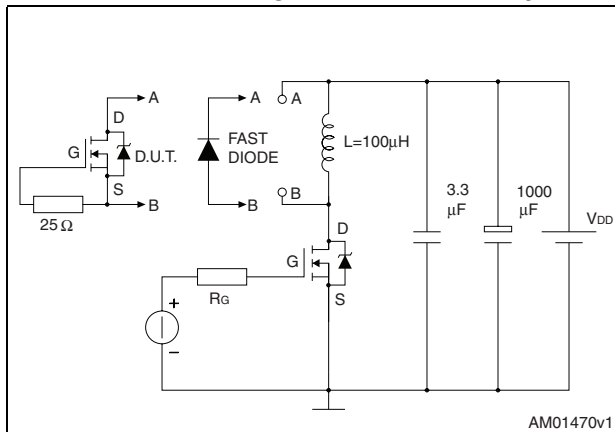 A
A
A
D
FAST
DIODE
L=100µH
G
D.U.T.
S
B
B
B
25 Ω
3.3
µF
1000
µF
VDD
D
G
S
RG
+
–
AM01470v1